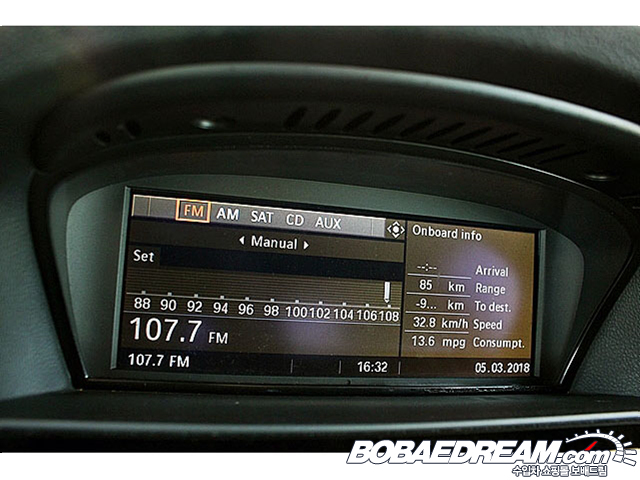 FM AM SAT CD AUX
Manual
Set
88 90 92 94 96 98 100 102 104 106 108
107.7 FM
107.7 FM 16:32
Onboard info
--:-- Arrival
85 km Range
-9... km To dest.
32.8 km/h Speed
13.6 mpg Consumpt.
05.03.2018
BOBAEDREAM.com
수입차 쇼핑몰 보배드림